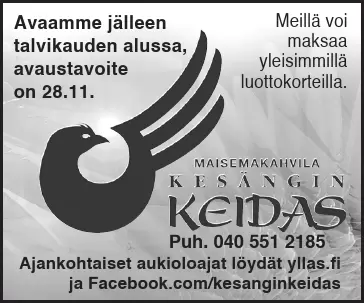 Avaamme jälleen
talvikauden alussa,
avaustavoite
on 28.11.
Meillä voi
maksaa
yleisimmillä
luottokorteilla.
MAISEMAKAHVILA
KESÄNGIN
KEIDAS
Puh. 040 551 2185
Ajankohtaiset aukioloajat löydät yllas.fi
ja Facebook.com/kesanginkeidas